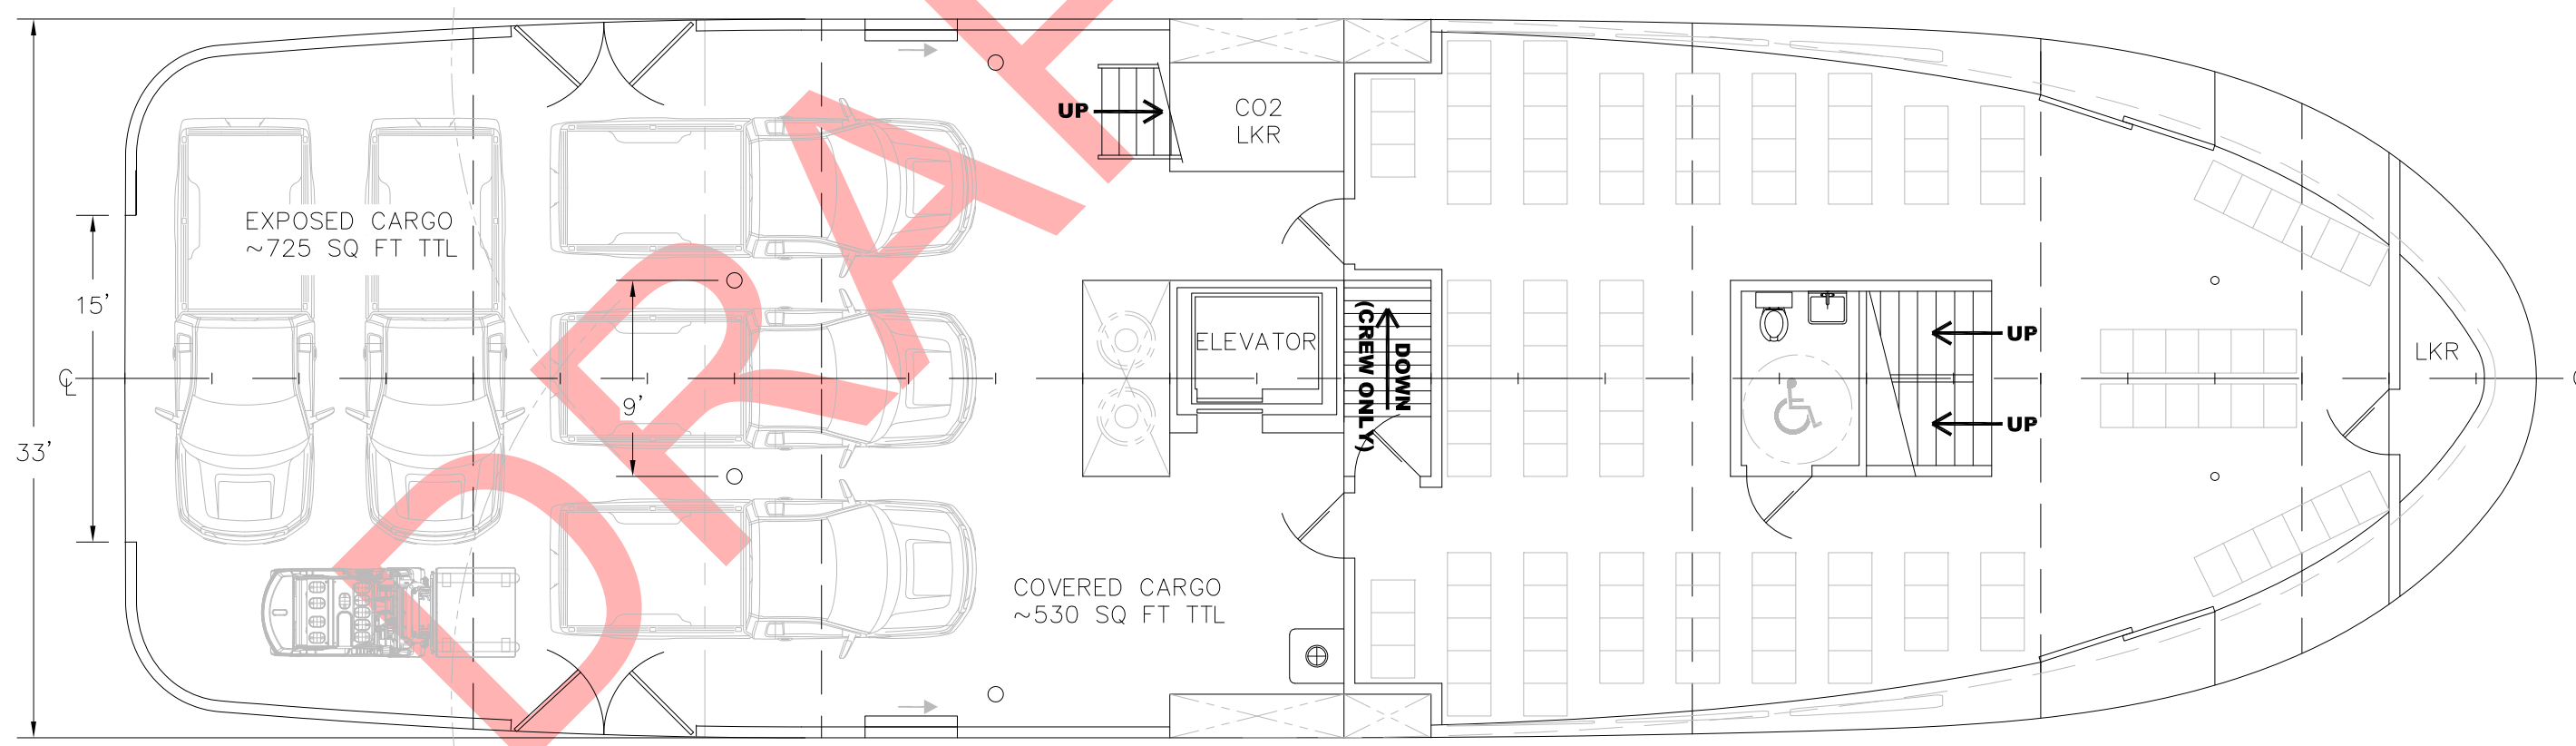 DRAF
UP
CO2
LKR
EXPOSED CARGO
~725 SQ FT TTL
15'
33'
9'
ELEVATOR
DOWN
(CREW ONLY)
UP
UP
LKR
COVERED CARGO
~530 SQ FT TTL